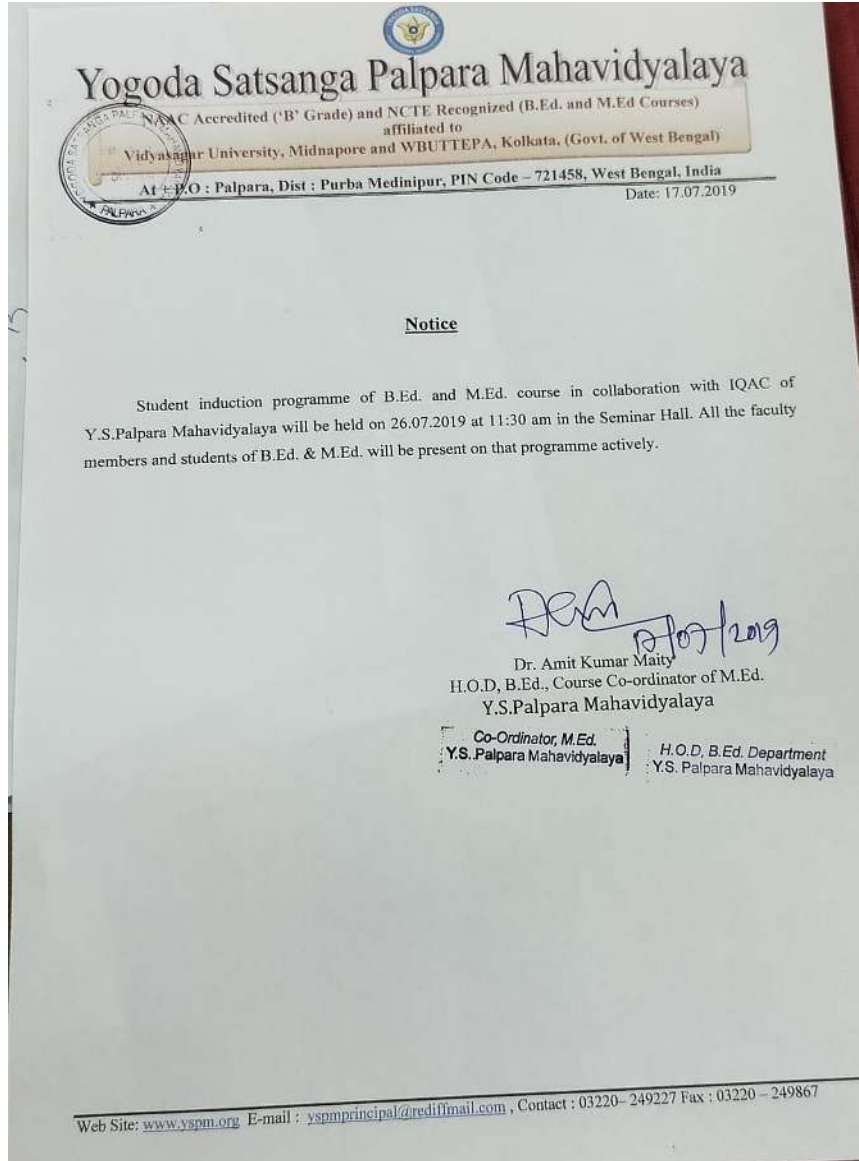 Yogoda Satsanga Palpara Mahavidyalaya
NAAC Accredited ('B' Grade) and NCTE Recognized (B.Ed. and M.Ed Courses)
affiliated to
Vidyasagar University, Midnapore and WBUTTEPA, Kolkata, (Govt. of West Bengal)
At + P.O : Palpara, Dist : Purba Medinipur, PIN Code – 721458, West Bengal, India
Date: 17.07.2019
PALPARA
Notice
Student induction programme of B.Ed. and M.Ed. course in collaboration with IQAC of
Y.S.Palpara Mahavidyalaya will be held on 26.07.2019 at 11:30 am in the Seminar Hall. All the faculty
members and students of B.Ed. & M.Ed. will be present on that programme actively.
17/07/2019
Dr. Amit Kumar Maity
H.O.D, B.Ed., Course Co-ordinator of M.Ed.
Y.S.Palpara Mahavidyalaya
Co-Ordinator, M.Ed.
Y.S. Palpara Mahavidyalaya
H.O.D, B.Ed. Department
Y.S. Palpara Mahavidyalaya
Web Site: www.yspm.org E-mail : yspmprincipal@rediffmail.com , Contact : 03220– 249227 Fax : 03220 – 249867